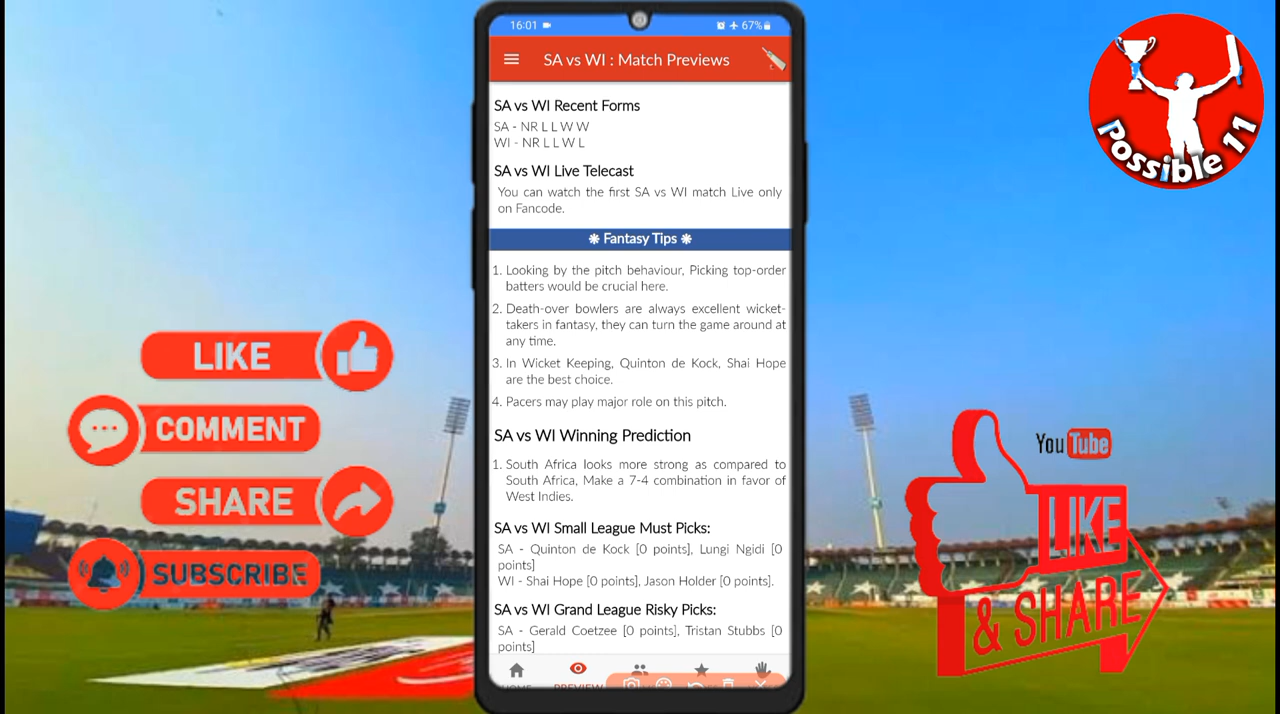 16:01
67%
SA vs WI : Match Previews
SA vs WI Recent Forms
SA - NR L L W W
WI - NR L L W L
SA vs WI Live Telecast
You can watch the first SA vs WI match Live only
on Fancode.
❋ Fantasy Tips ❋
1. Looking by the pitch behaviour, Picking top-order
batters would be crucial here.
2. Death-over bowlers are always excellent wicket-
takers in fantasy, they can turn the game around at
any time.
3. In Wicket Keeping, Quinton de Kock, Shai Hope
are the best choice.
4. Pacers may play major role on this pitch.
SA vs WI Winning Prediction
1. South Africa looks more strong as compared to
South Africa, Make a 7-4 combination in favor of
West Indies.
SA vs WI Small League Must Picks:
SA - Quinton de Kock [0 points], Lungi Ngidi [0
points]
WI - Shai Hope [0 points], Jason Holder [0 points].
SA vs WI Grand League Risky Picks:
SA - Gerald Coetzee [0 points], Tristan Stubbs [0
points]
PREVIEW
Possible 11
LIKE
COMMENT
SHARE
SUBSCRIBE
YouTube
LIKE
& SHARE